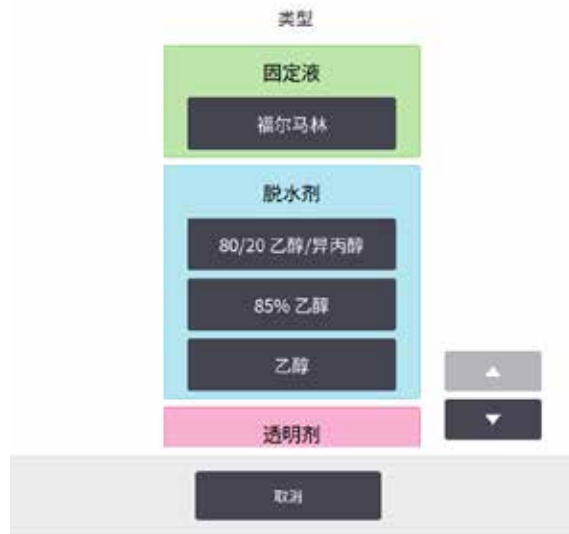 类型
固定液
福尔马林
脱水剂
80/20 乙醇/异丙醇
85% 乙醇
乙醇
透明剂
取消